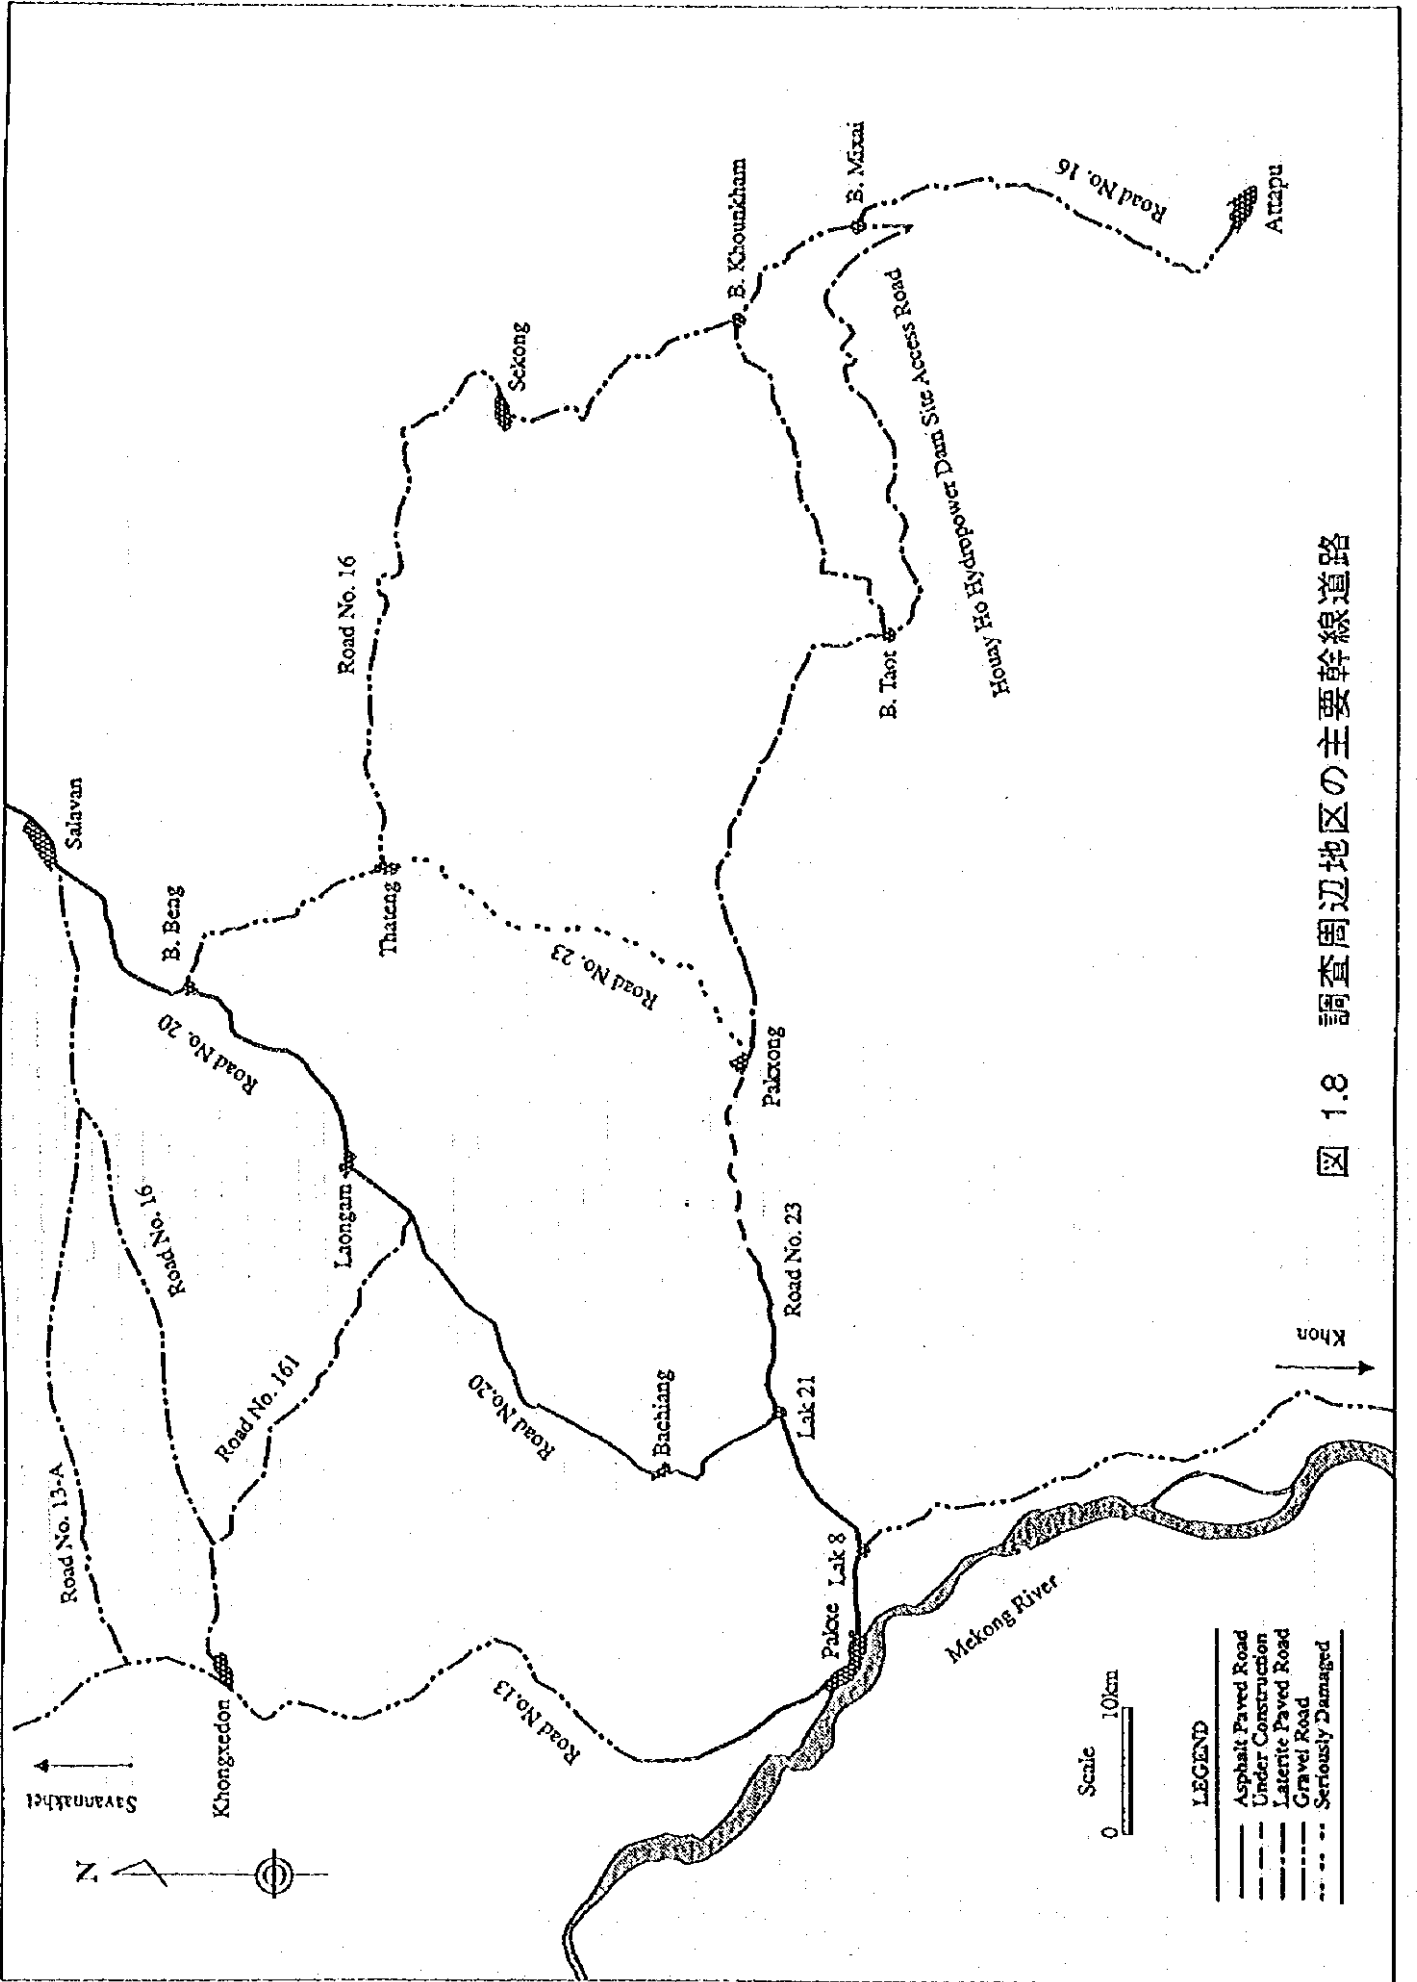 Savannakhet
N
Khongxedon
Road No. 13-A
Road No. 16
Road No. 161
Salavan
B. Beng
Road No. 20
Laongam
Road No.20
Bachiang
Road No.13
Pakxe
Lak 8
Lak 21
Road No. 23
Pakxong
Road No. 23
Thateng
Road No. 16
Sekong
B. Khounkham
B. Mixai
B. Taot
Houay Ho Hydropower Dam Site Access Road
Road No. 16
Attapu
Mekong River
Khon
Scale
0 10km
LEGEND
Asphalt Paved Road
Under Construction
Laterite Paved Road
Gravel Road
Seriously Damaged
図 1.8 調査周辺地区の主要幹線道路